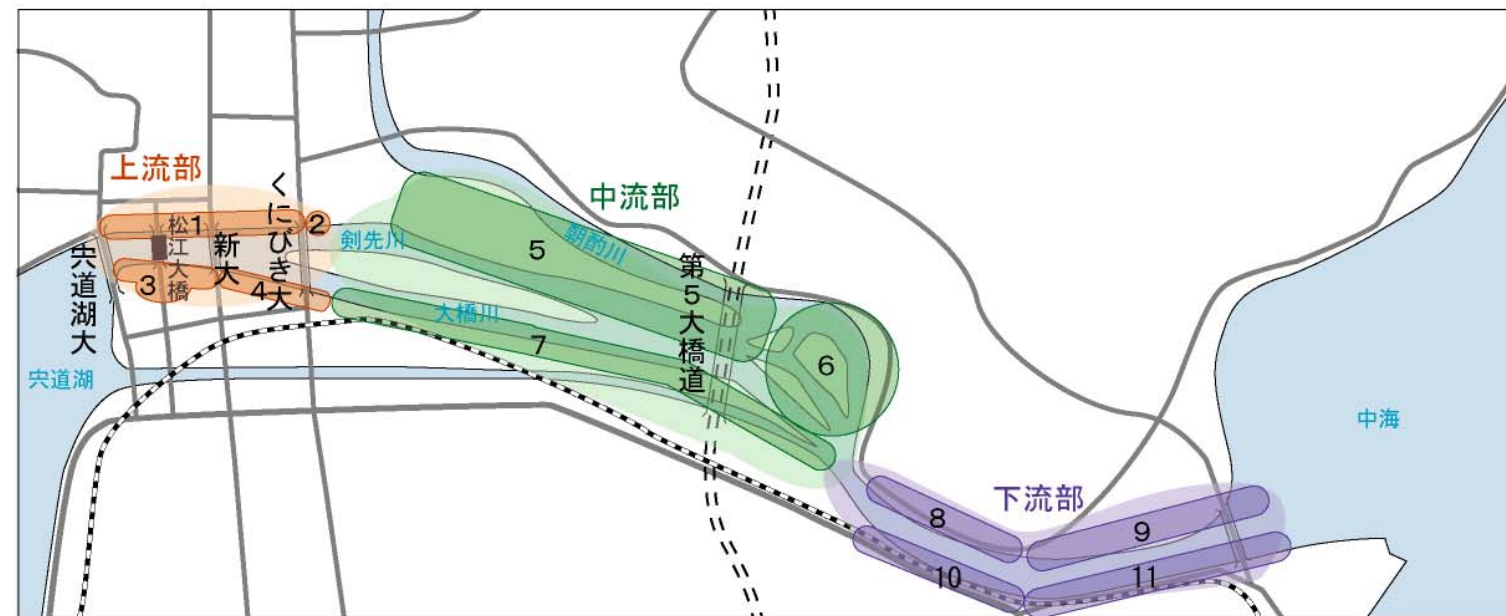 上流部
中流部
下流部
宍道湖大
松江大橋
新大
くにびき大
第5大橋道
剣先川
朝酌川
大橋川
宍道湖
中海
1
2
3
4
5
6
7
8
9
10
11